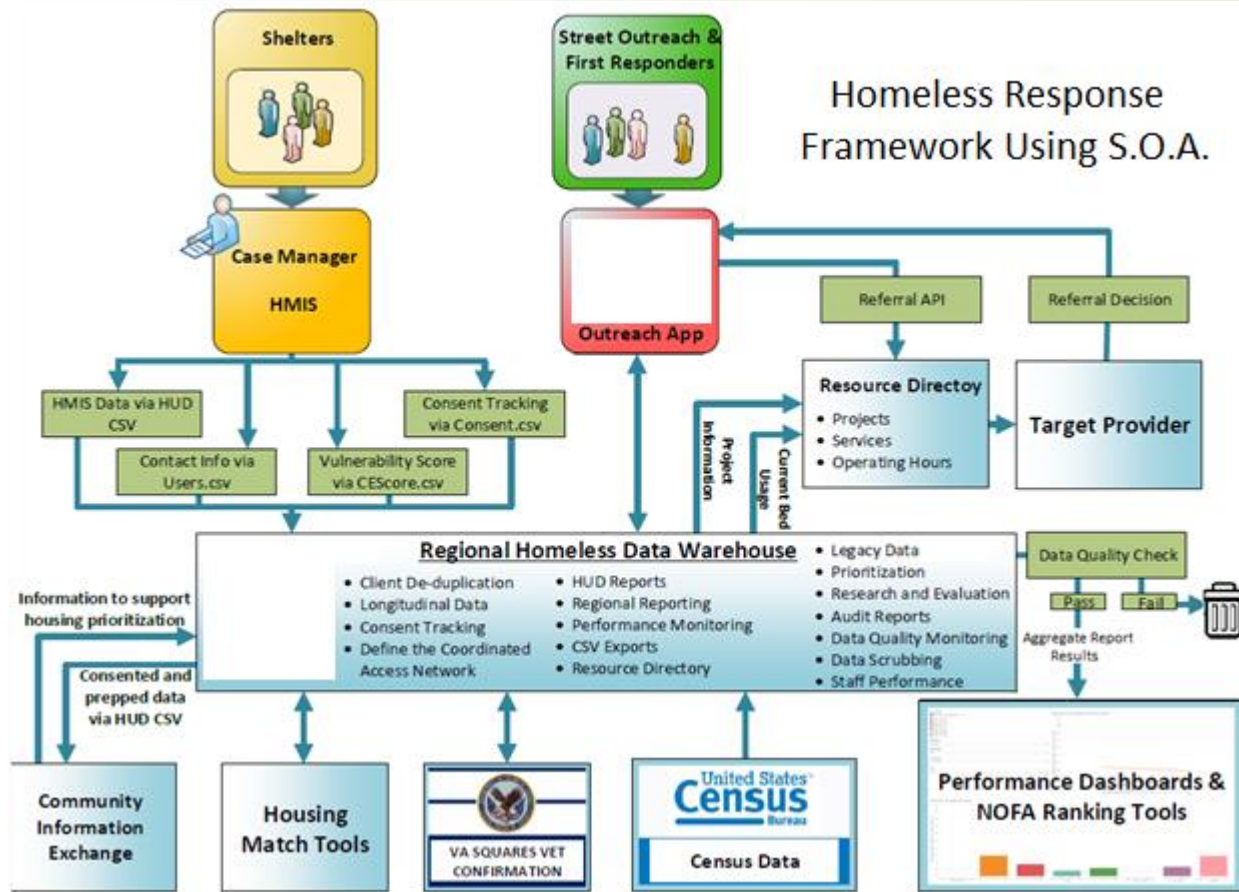 Shelters
Street Outreach &
First Responders
Homeless Response
Framework Using S.O.A.
Case Manager
HMIS
Outreach App
Referral API
Referral Decision
HMIS Data via HUD
CSV
Consent Tracking
via Consent.csv
Contact Info via
Users.csv
Vulnerability Score
via CEScore.csv
Project
Information
Current Bed
Usage
Resource Directoy
• Projects
• Services
• Operating Hours
Target Provider
Regional Homeless Data Warehouse
• Client De-duplication
• Longitudinal Data
• Consent Tracking
• Define the Coordinated
Access Network
• HUD Reports
• Regional Reporting
• Performance Monitoring
• CSV Exports
• Resource Directory
• Legacy Data
• Prioritization
• Research and Evaluation
• Audit Reports
• Data Quality Monitoring
• Data Scrubbing
• Staff Performance
Data Quality Check
Pass
Fail
Aggregate Report
Results
Information to support
housing prioritization
Consented and
prepped data
via HUD CSV
Community
Information
Exchange
Housing
Match Tools
VA SQUARES VET
CONFIRMATION
United States™
Census
Bureau
Census Data
Performance Dashboards &
NOFA Ranking Tools